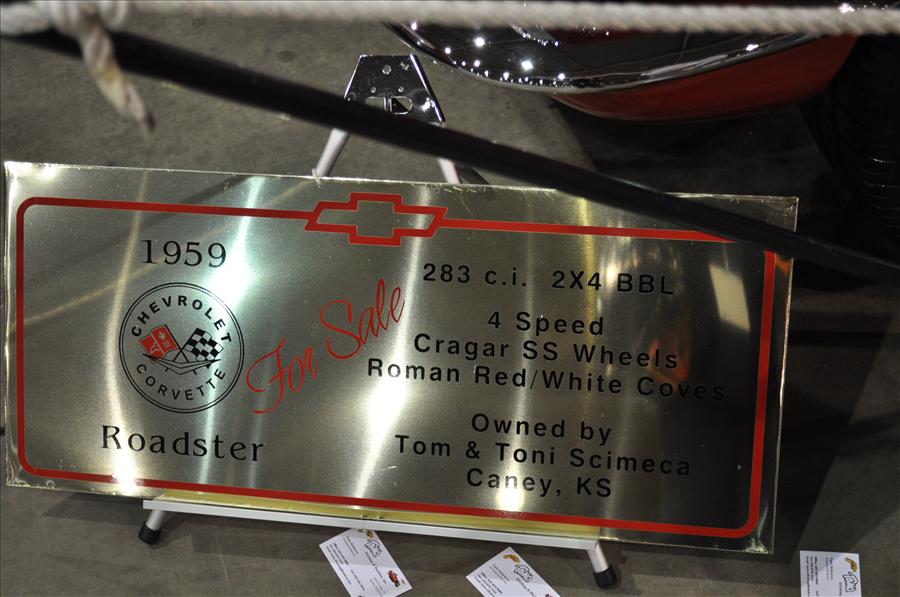 1959
CHEVROLET
CORVETTE
Roadster
For Sale
283 c.i. 2X4 BBL
4 Speed
Cragar SS Wheels
Roman Red/White Coves
Owned by
Tom & Toni Scimeca
Caney, KS